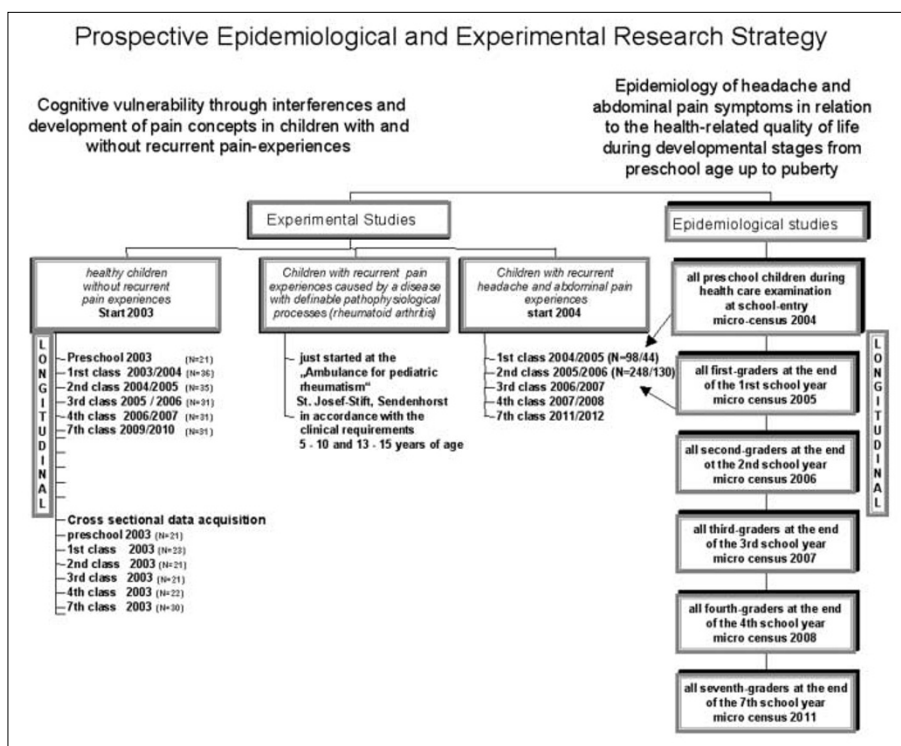 Prospective Epidemiological and Experimental Research Strategy
Cognitive vulnerability through interferences and
development of pain concepts in children with and
without recurrent pain-experiences
Epidemiology of headache and
abdominal pain symptoms in relation
to the health-related quality of life
during developmental stages from
preschool age up to puberty
Experimental Studies
Epidemiological studies
healthy children
without recurrent
pain experiences
Start 2003
LONGITUDINAL
Preschool 2003 (N=21)
1rst class 2003/2004 (N=36)
2nd class 2004/2005 (N=35)
3rd class 2005 / 2006 (N=31)
4th class 2006/2007 (N=31)
7th class 2009/2010 (N=31)
Cross sectional data acquisition
preschool 2003 (N=21)
1st class 2003 (N=23)
2nd class 2003 (N=21)
3rd class 2003 (N=21)
4th class 2003 (N=22)
7th class 2003 (N=30)
Children with recurrent pain
experiences caused by a disease
with definable pathophysiological
processes (rheumatoid arthritis)
just started at the
„Ambulance for pediatric
rheumatism“
St. Josef-Stift, Sendenhorst
in accordance with the
clinical requirements
5 - 10 and 13 - 15 years of age
Children with recurrent
headache and abdominal pain
experiences
start 2004
1st class 2004/2005 (N=98/44)
2nd class 2005/2006 (N=248/130)
3rd class 2006/2007
4th class 2007/2008
7th class 2011/2012
all preschool children during
health care examination
at school-entry
micro-census 2004
all first-graders at the end
of the 1rst school year
micro census 2005
all second-graders at the end
ot the 2nd school year
micro census 2006
all third-graders at the end
of the 3rd school year
micro census 2007
all fourth-graders at the end
of the 4th school year
micro census 2008
all seventh-graders at the end
of the 7th school year
micro census 2011
LONGITUDINAL